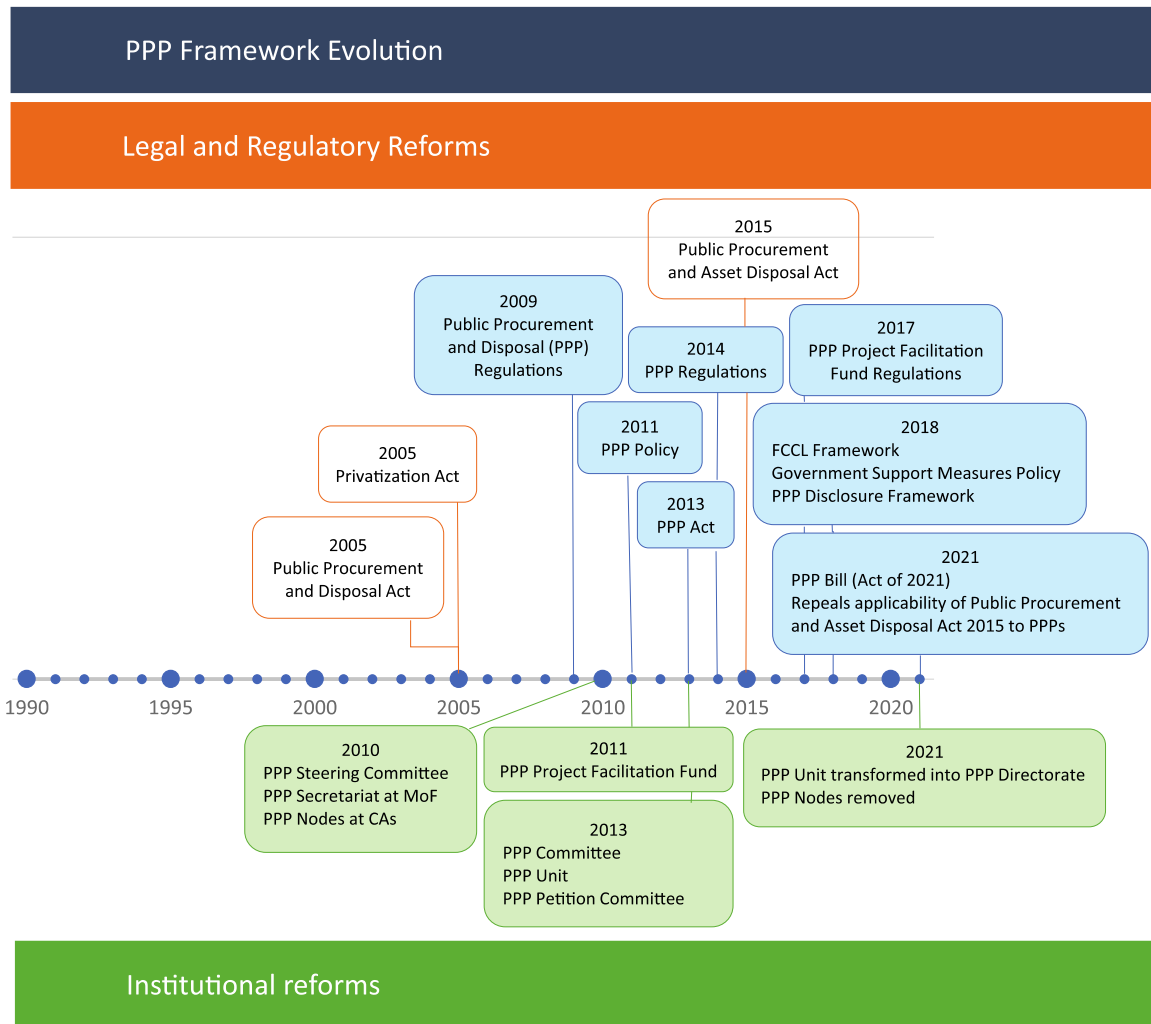 PPP Framework Evolution
Legal and Regulatory Reforms
2015
Public Procurement
and Asset Disposal Act
2009
Public Procurement
and Disposal (PPP)
Regulations
2014
PPP Regulations
2017
PPP Project Facilitation
Fund Regulations
2011
PPP Policy
2018
FCCL Framework
Government Support Measures Policy
PPP Disclosure Framework
2005
Privatization Act
2013
PPP Act
2005
Public Procurement
and Disposal Act
2021
PPP Bill (Act of 2021)
Repeals applicability of Public Procurement
and Asset Disposal Act 2015 to PPPs
1990
1995
2000
2005
2010
2015
2020
2010
PPP Steering Committee
PPP Secretariat at MoF
PPP Nodes at CAs
2011
PPP Project Facilitation Fund
2021
PPP Unit transformed into PPP Directorate
PPP Nodes removed
2013
PPP Committee
PPP Unit
PPP Petition Committee
Institutional reforms